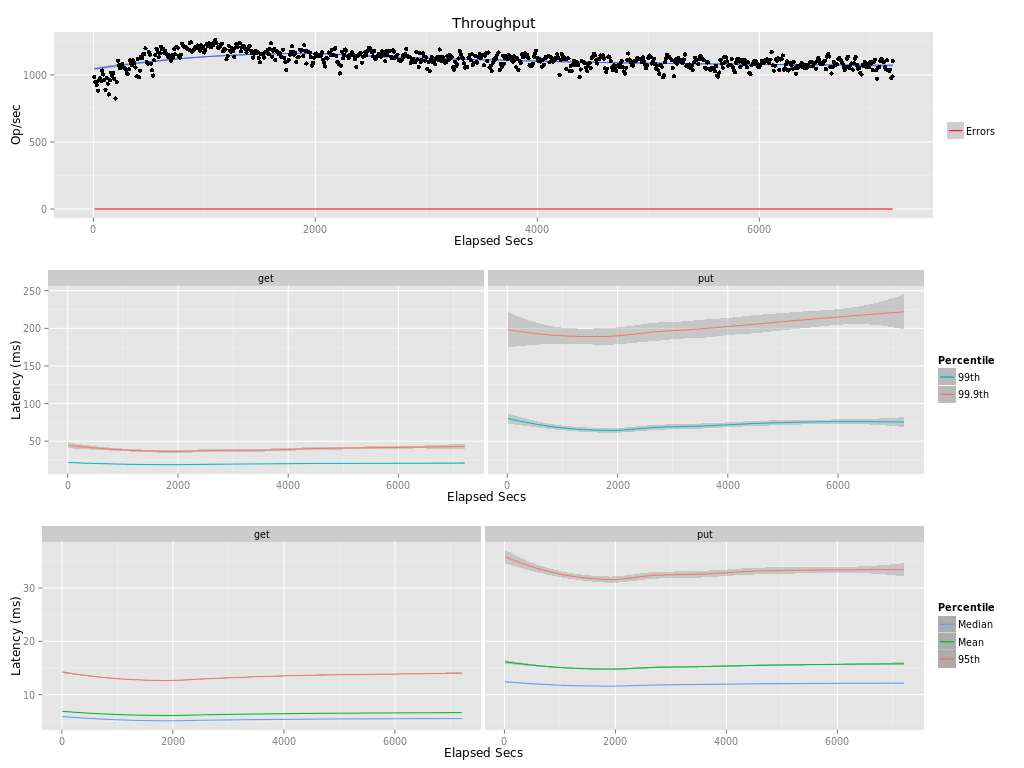 Throughput
1000
500
0
Op/sec
0 2000 4000 6000
Elapsed Secs
Errors
get put
250
200
150
100
50
Latency (ms)
0 2000 4000 6000 0 2000 4000 6000
Elapsed Secs
Percentile
99th
99.9th
get put
30
20
10
Latency (ms)
0 2000 4000 6000 0 2000 4000 6000
Elapsed Secs
Percentile
Median
Mean
95th